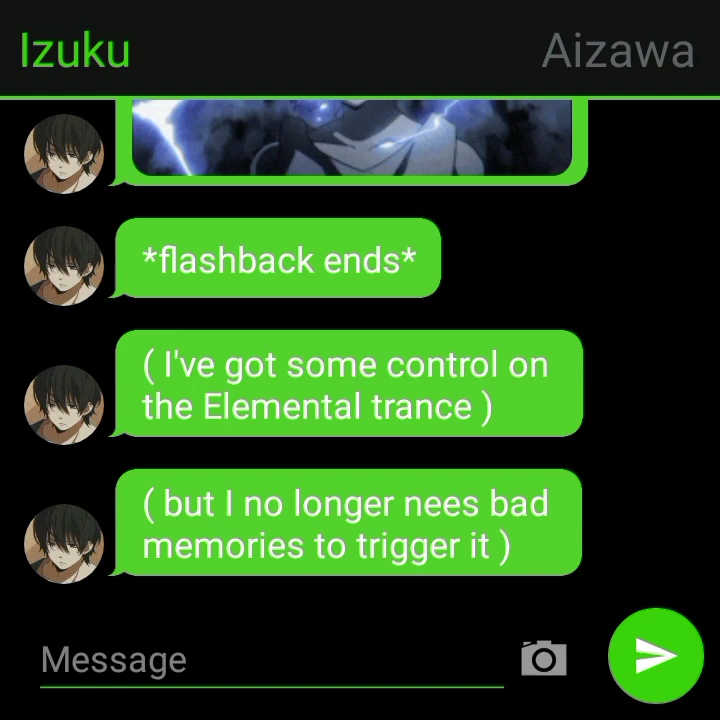 Izuku
Aizawa
*flashback ends*
( I've got some control on
the Elemental trance )
( but I no longer nees bad
memories to trigger it )
Message